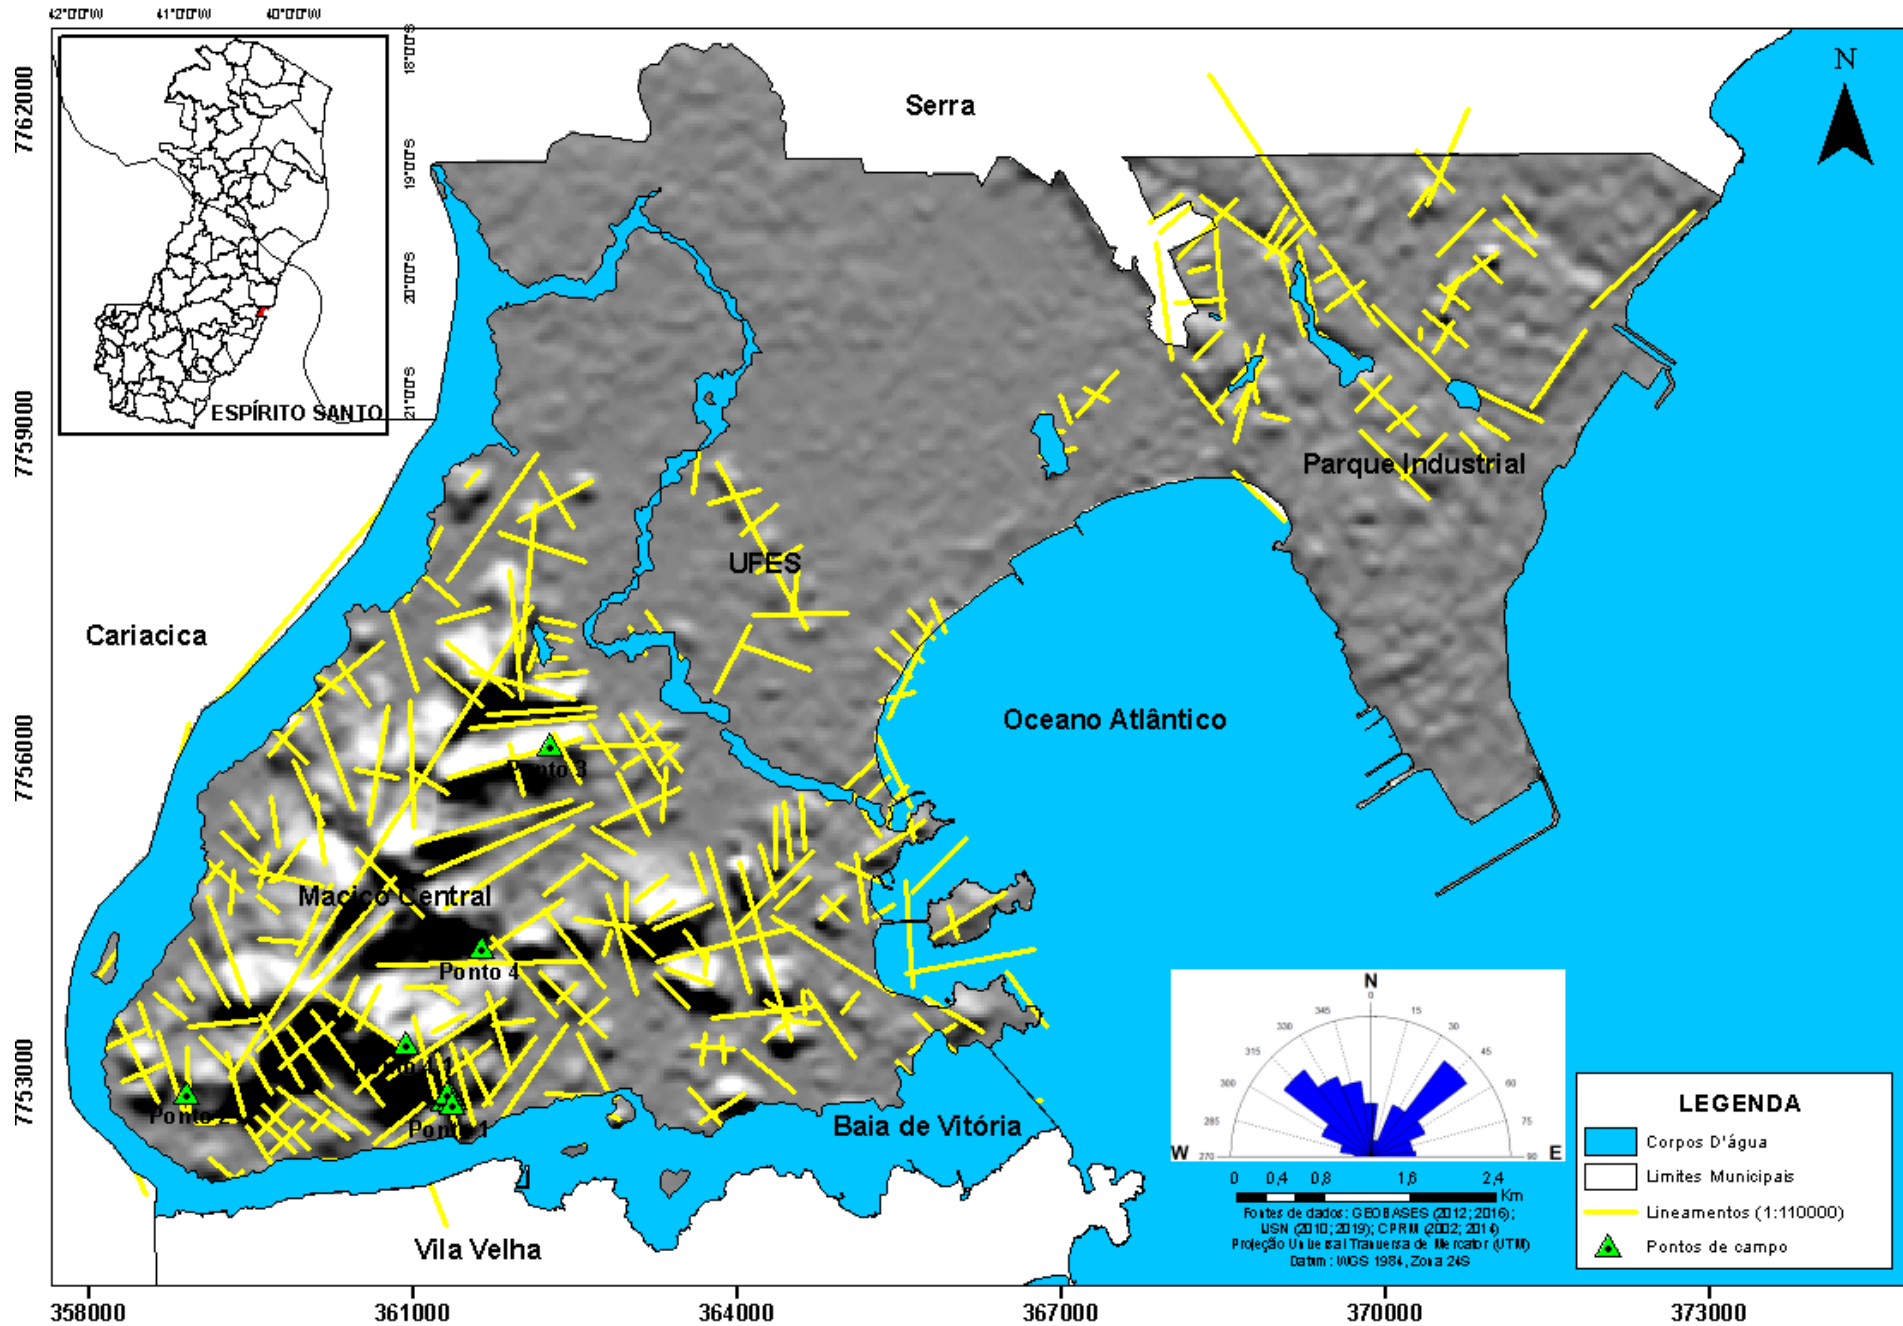 42°0'0"W 41°0'0"W 40°0'0"W
18°0'0"S
19°0'0"S
20°0'0"S
21°0'0"S
ESPÍRITO SANTO
7762000
7759000
7756000
7753000
N
Serra
Parque Industrial
UFES
Cariacica
Oceano Atlântico
Ponto 3
Maciço Central
Ponto 4
Ponto 2
Ponto 1
Baia de Vitória
Vila Velha
N
0
345 15
330 30
315 45
300 60
285 75
W 270 90 E
0 0,4 0,8 1,6 2,4
Km
Fontes de dados: GEOBASES (2012; 2016);
IJSN (2010; 2019); CPRM (2002; 2014)
Projeção Universal Transversa de Mercator (UTM)
Datum: WGS 1984, Zona 24S
LEGENDA
Corpos D'água
Limites Municipais
Lineamentos (1:110000)
Pontos de campo
358000 361000 364000 367000 370000 373000